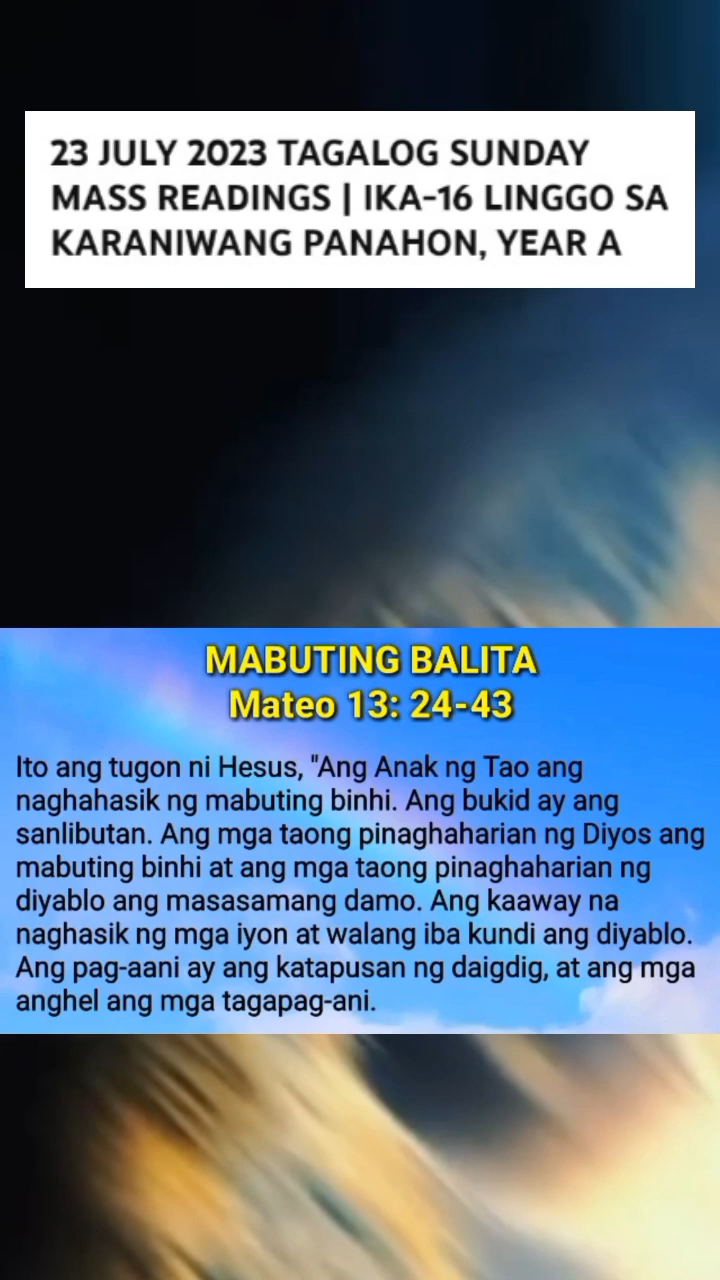 23 JULY 2023 TAGALOG SUNDAY
MASS READINGS | IKA-16 LINGGO SA
KARANIWANG PANAHON, YEAR A
MABUTING BALITA
Mateo 13: 24-43
Ito ang tugon ni Hesus, "Ang Anak ng Tao ang
naghahasik ng mabuting binhi. Ang bukid ay ang
sanlibutan. Ang mga taong pinaghaharian ng Diyos ang
mabuting binhi at ang mga taong pinaghaharian ng
diyablo ang masasamang damo. Ang kaaway na
naghasik ng mga iyon at walang iba kundi ang diyablo.
Ang pag-aani ay ang katapusan ng daigdig, at ang mga
anghel ang mga tagapag-ani.